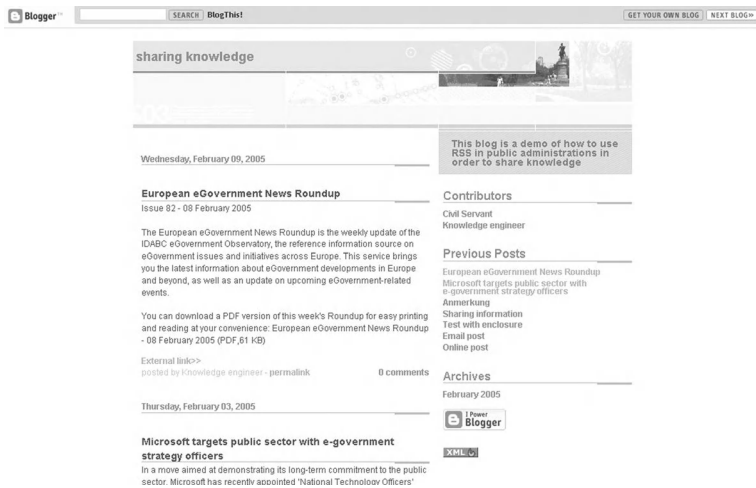 Blogger
SEARCH BlogThis!
GET YOUR OWN BLOG NEXT BLOG»
sharing knowledge
This blog is a demo of how to use
RSS in public administrations in
order to share knowledge
Wednesday, February 09, 2005
European eGovernment News Roundup
Issue 82 - 08 February 2005
The European eGovernment News Roundup is the weekly update of the
IDABC eGovernment Observatory, the reference information source on
eGovernment issues and initiatives across Europe. This service brings
you the latest information about eGovernment developments in Europe
and beyond, as well as an update on upcoming eGovernment-related
events.
You can download a PDF version of this week's Roundup for easy printing
and reading at your convenience: European eGovernment News Roundup
- 08 February 2005 (PDF,61 KB)
External link>>
posted by Knowledge engineer - permalink
0 comments
Thursday, February 03, 2005
Microsoft targets public sector with e-government
strategy officers
In a move aimed at demonstrating its long-term commitment to the public
sector, Microsoft has recently appointed 'National Technology Officers'
Contributors
Civil Servant
Knowledge engineer
Previous Posts
European eGovernment News Roundup
Microsoft targets public sector with
e-government strategy officers
Anmerkung
Sharing information
Test with enclosure
Email post
Online post
Archives
February 2005
I Power
Blogger
XML